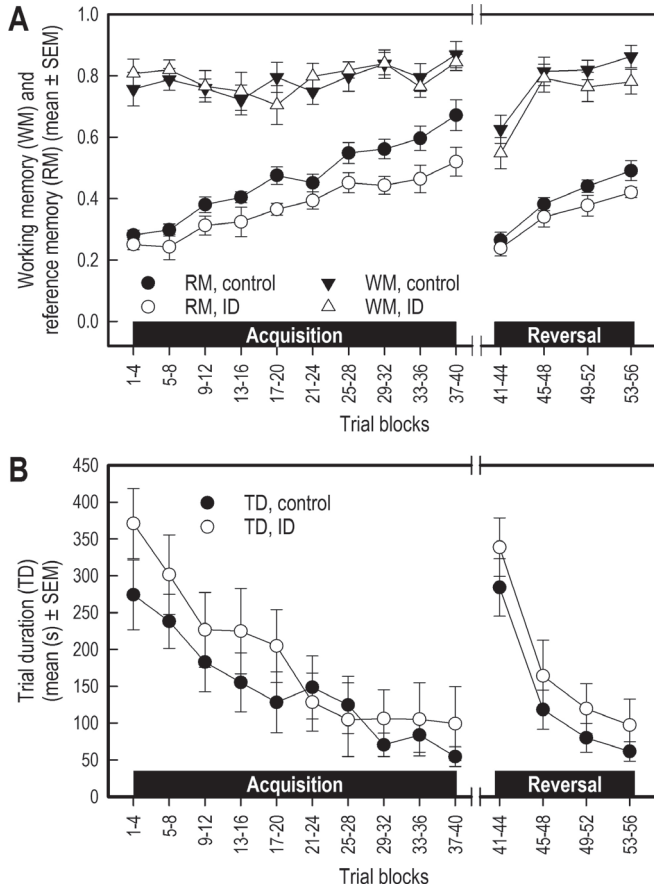 A
Working memory (WM) and
reference memory (RM) (mean ± SEM)
1.0
0.8
0.6
0.4
0.2
0.0
RM, control
WM, control
RM, ID
WM, ID
Acquisition
Reversal
1-4
5-8
9-12
13-16
17-20
21-24
25-28
29-32
33-36
37-40
41-44
45-48
49-52
53-56
Trial blocks
B
Trial duration (TD)
(mean (s) ± SEM)
450
400
350
300
250
200
150
100
50
0
TD, control
TD, ID
Acquisition
Reversal
1-4
5-8
9-12
13-16
17-20
21-24
25-28
29-32
33-36
37-40
41-44
45-48
49-52
53-56
Trial blocks